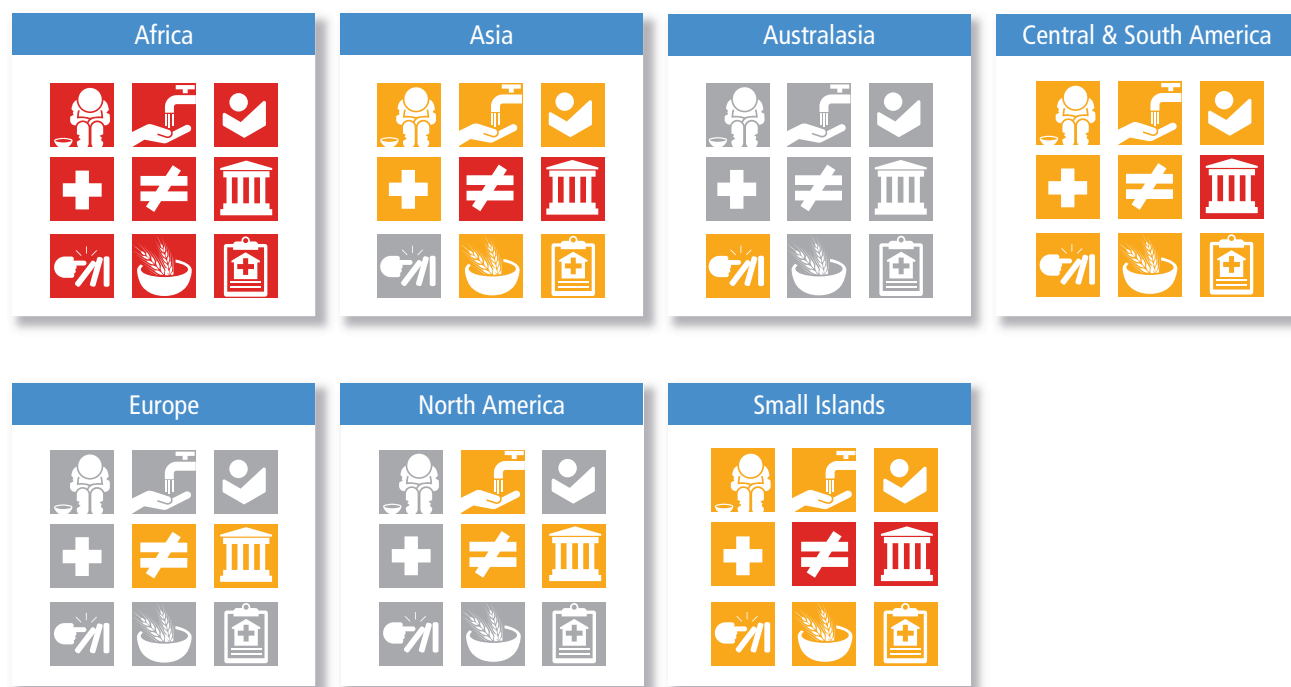 Africa
Asia
Australasia
Central & South America
Europe
North America
Small Islands